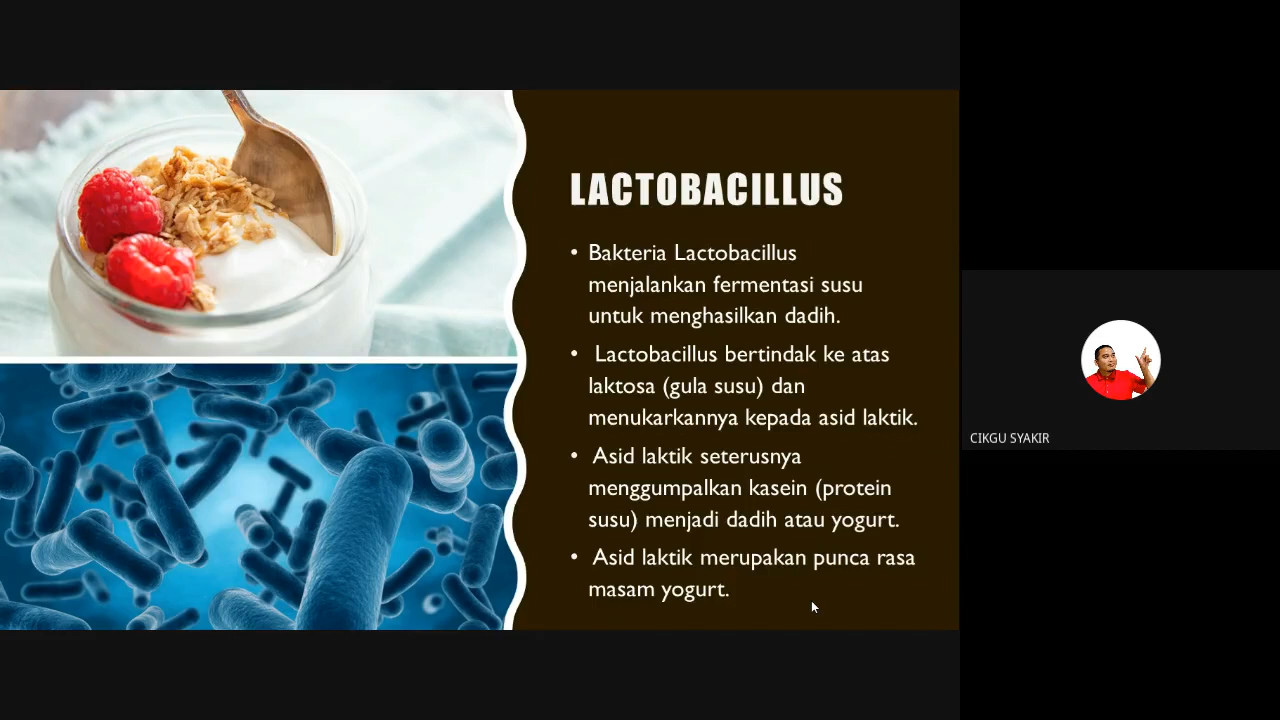 LACTOBACILLUS
• Bakteria Lactobacillus
menjalankan fermentasi susu
untuk menghasilkan dadih.
• Lactobacillus bertindak ke atas
laktosa (gula susu) dan
menukarkannya kepada asid laktik.
• Asid laktik seterusnya
menggumpalkan kasein (protein
susu) menjadi dadih atau yogurt.
• Asid laktik merupakan punca rasa
masam yogurt.
CIKGU SYAKIR